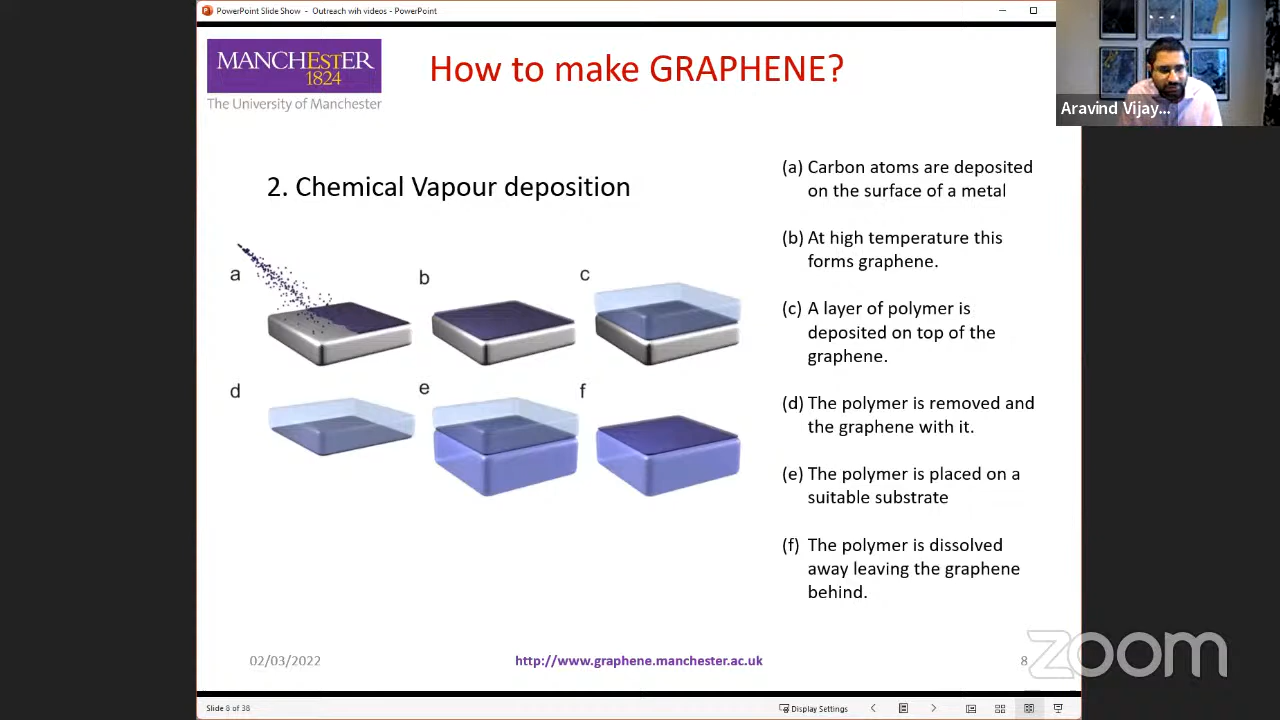 PowerPoint Slide Show - Outreach wih videos - PowerPoint
MANCHESTER
1824
The University of Manchester
How to make GRAPHENE?
Aravind Vijay...
2. Chemical Vapour deposition
a
b
c
d
e
f
(a) Carbon atoms are deposited
on the surface of a metal
(b) At high temperature this
forms graphene.
(c) A layer of polymer is
deposited on top of the
graphene.
(d) The polymer is removed and
the graphene with it.
(e) The polymer is placed on a
suitable substrate
(f) The polymer is dissolved
away leaving the graphene
behind.
02/03/2022
http://www.graphene.manchester.ac.uk
8
zoom
Slide 8 of 38
Display Settings